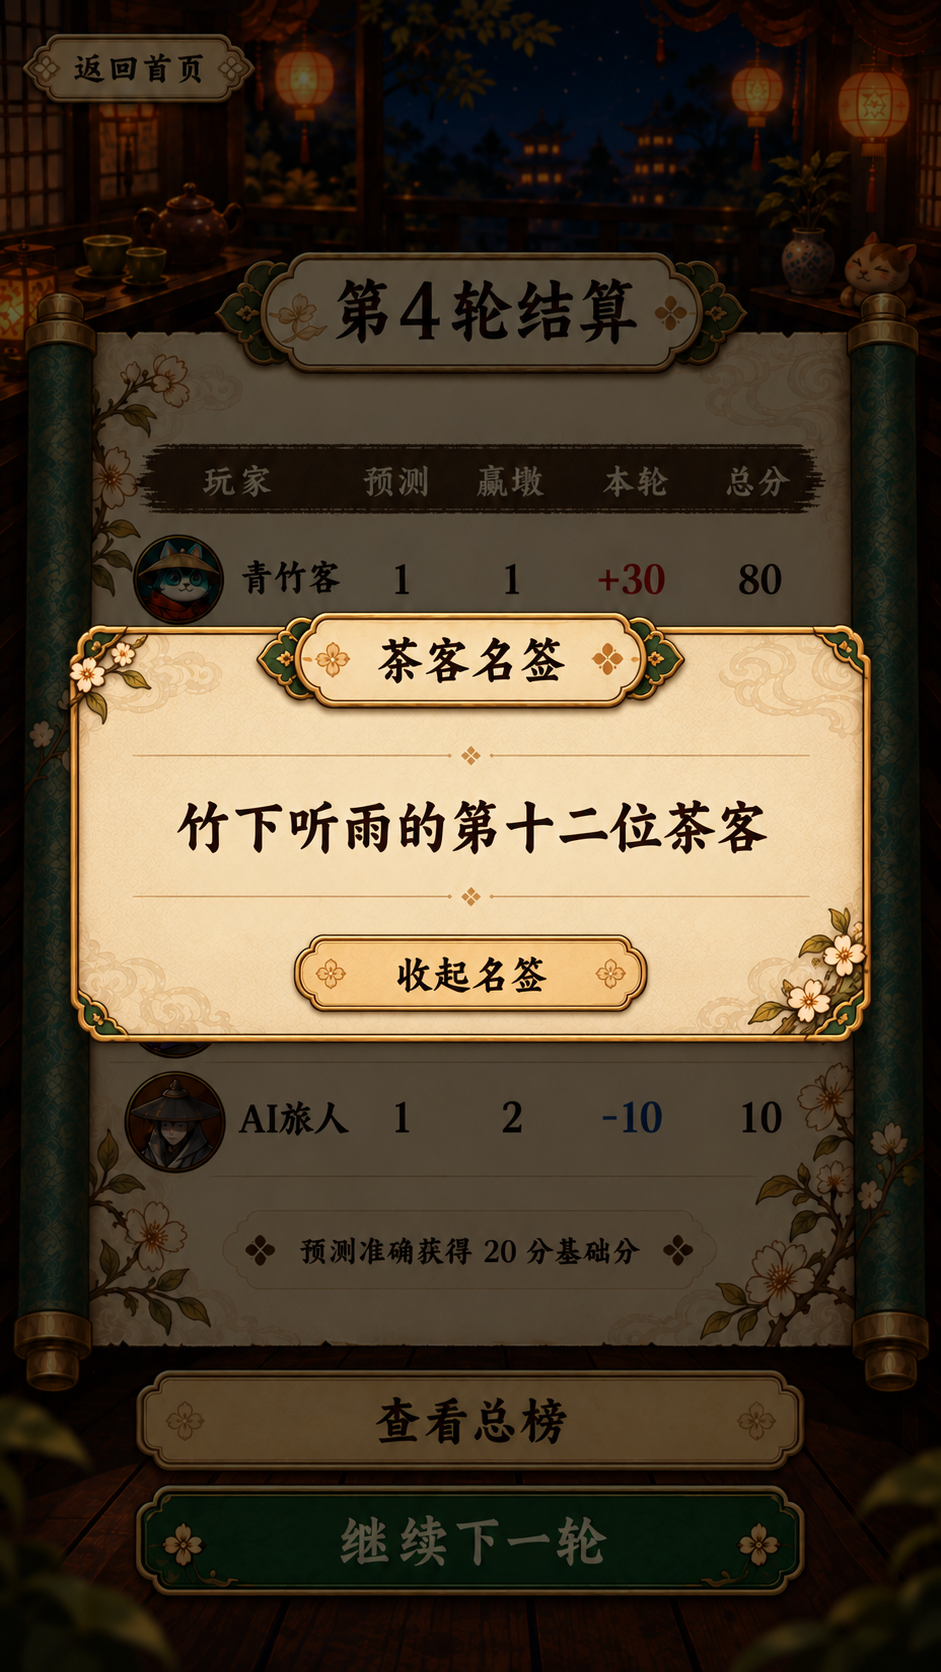 返回首页
第4轮结算
玩家 预测 赢墩 本轮 总分
青竹客 1 1 +30 80
茶客名签
竹下听雨的第十二位茶客
收起名签
AI旅人 1 2 -10 10
预测准确获得 20 分基础分
查看总榜
继续下一轮